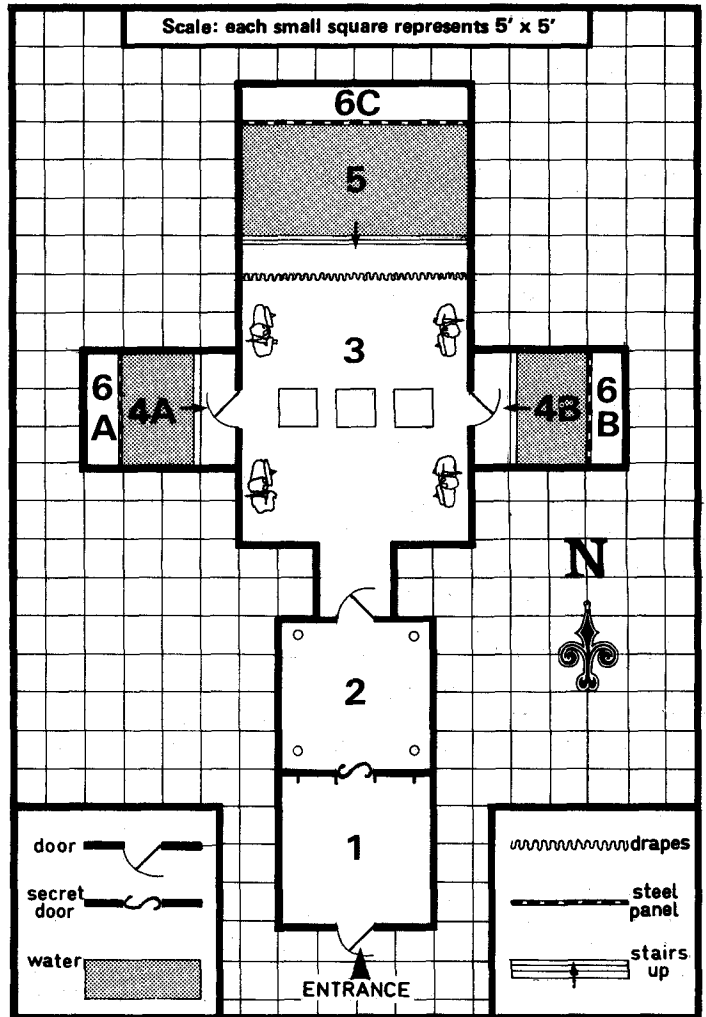 Scale: each small square represents 5' x 5'
6C
5
3
6
A
4A
4B
6
B
N
2
1
door
secret
door
water
ENTRANCE
drapes
steel
panel
stairs
up